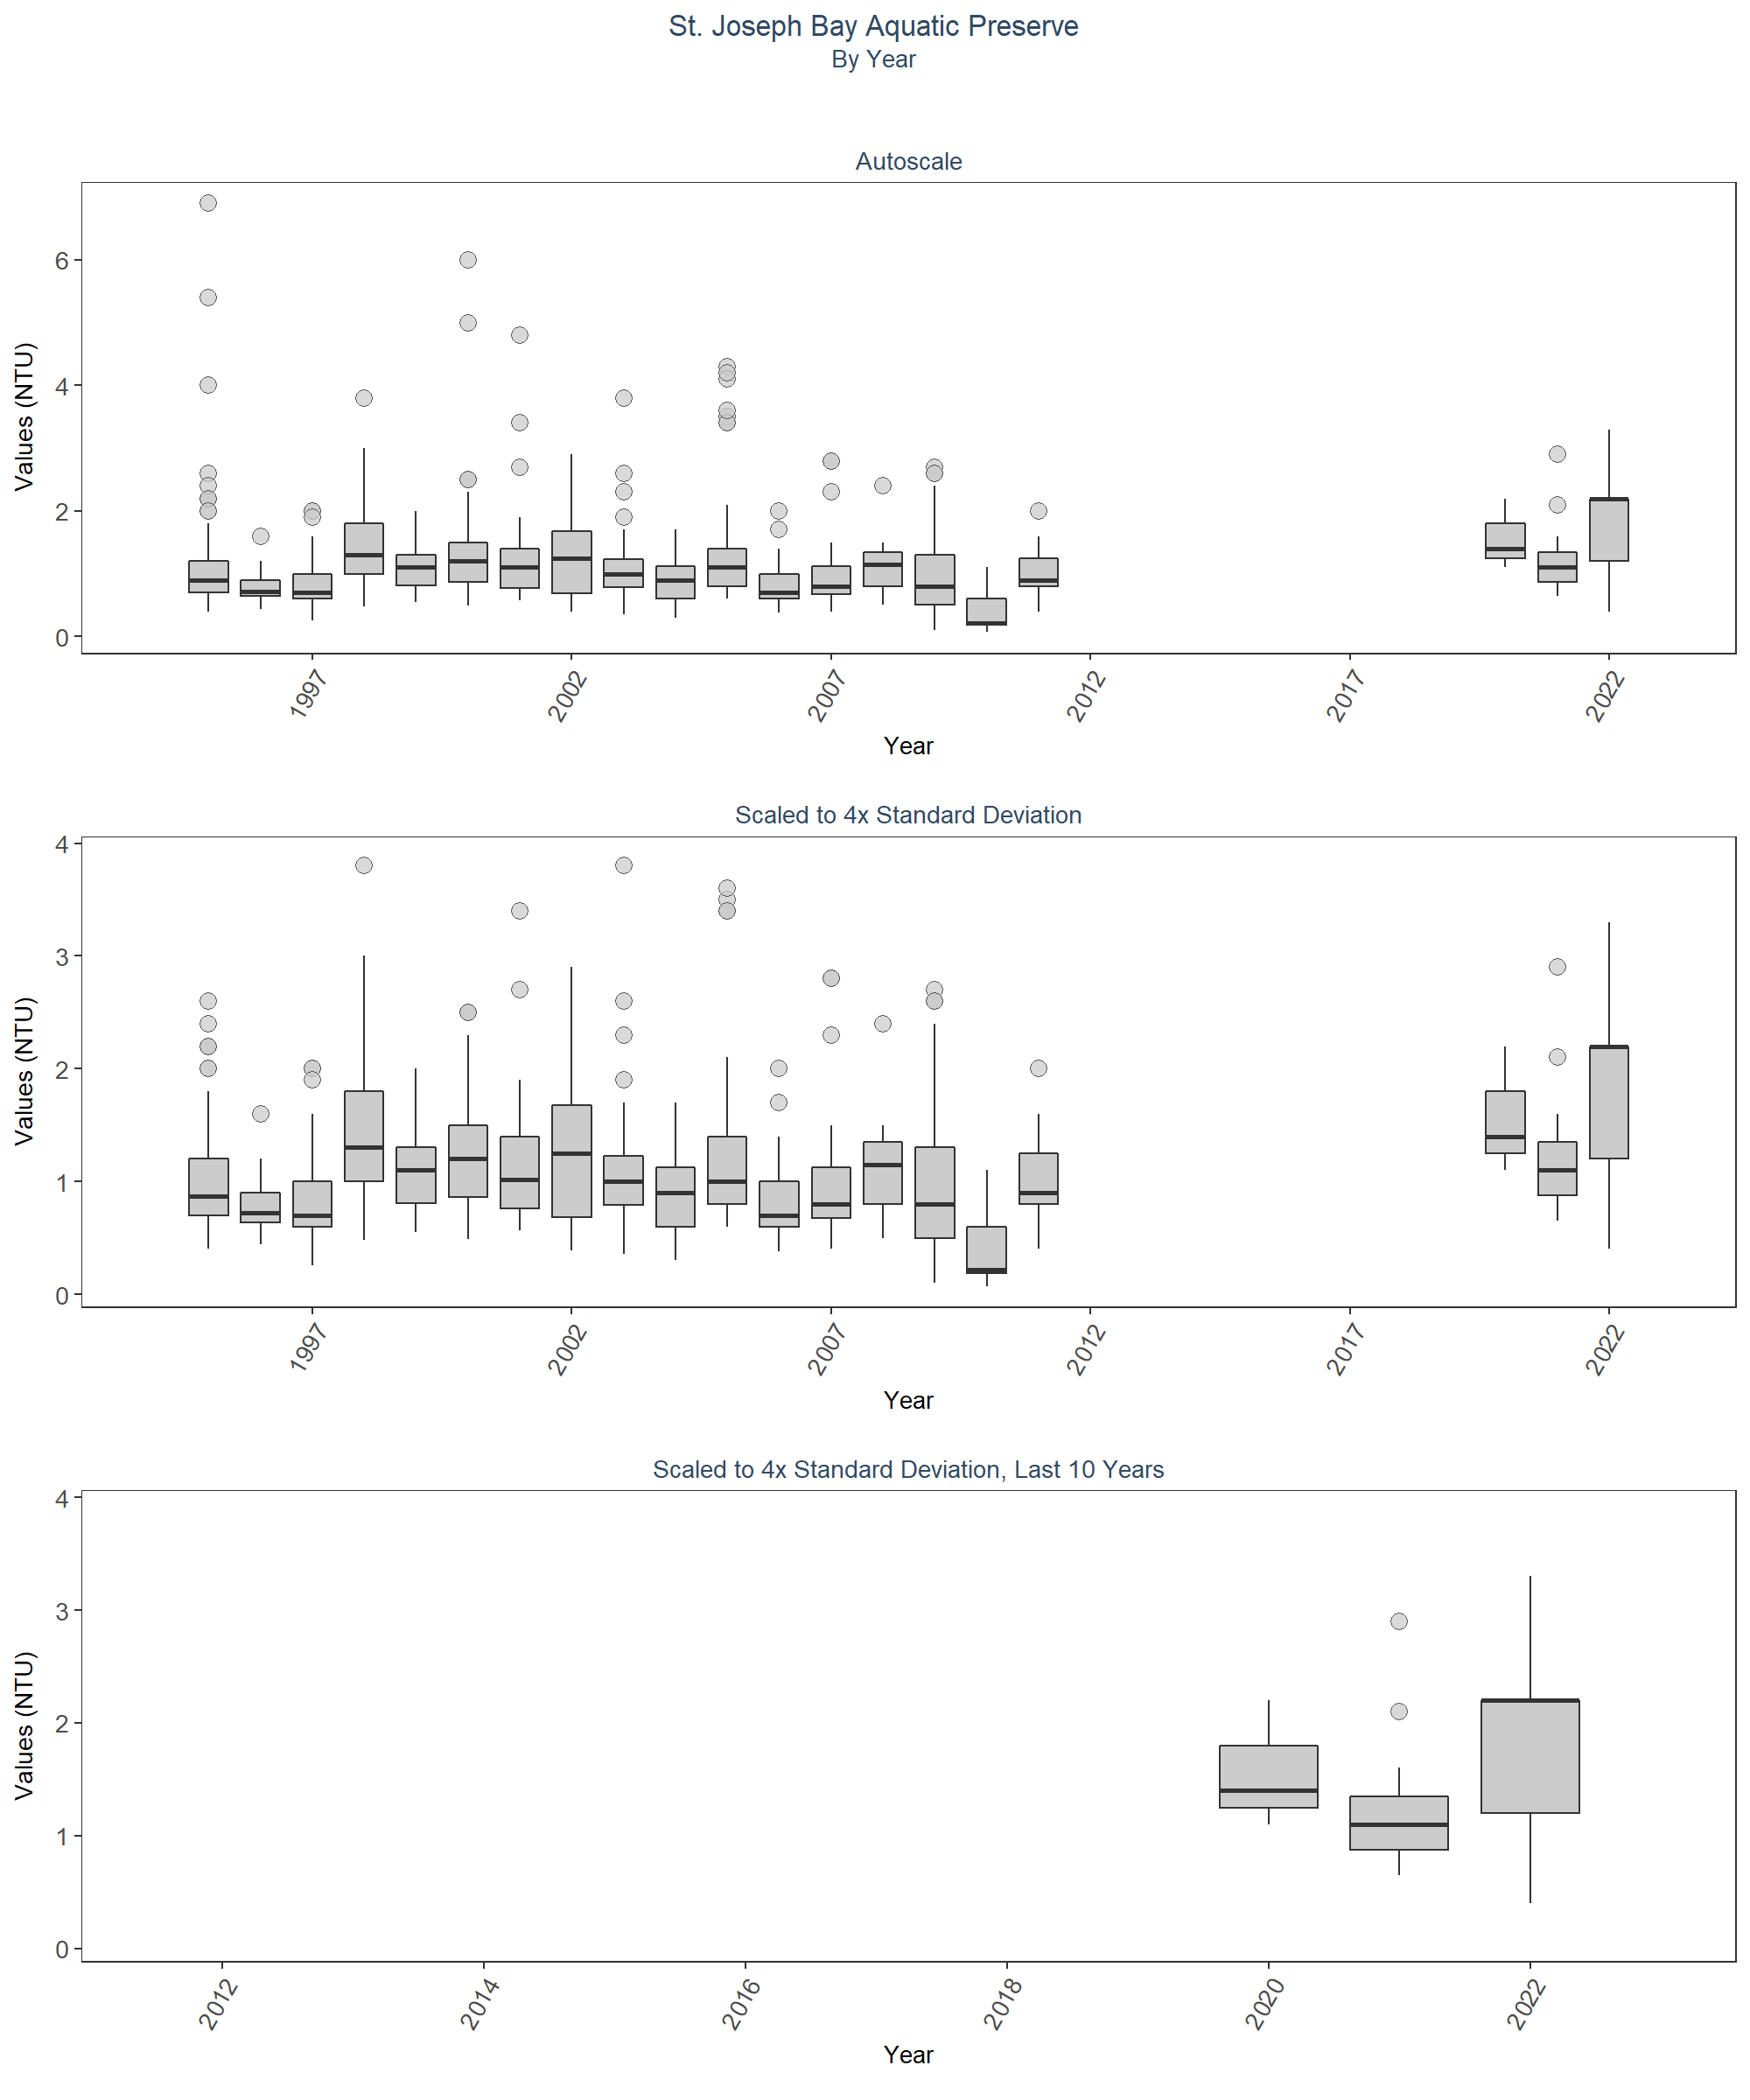 St. Joseph Bay Aquatic Preserve
By Year
Autoscale
Values (NTU)
6
4
2
0
1997 2002 2007 2012 2017 2022
Year
Scaled to 4x Standard Deviation
Values (NTU)
4
3
2
1
0
1997 2002 2007 2012 2017 2022
Year
Scaled to 4x Standard Deviation, Last 10 Years
Values (NTU)
4
3
2
1
0
2012 2014 2016 2018 2020 2022
Year